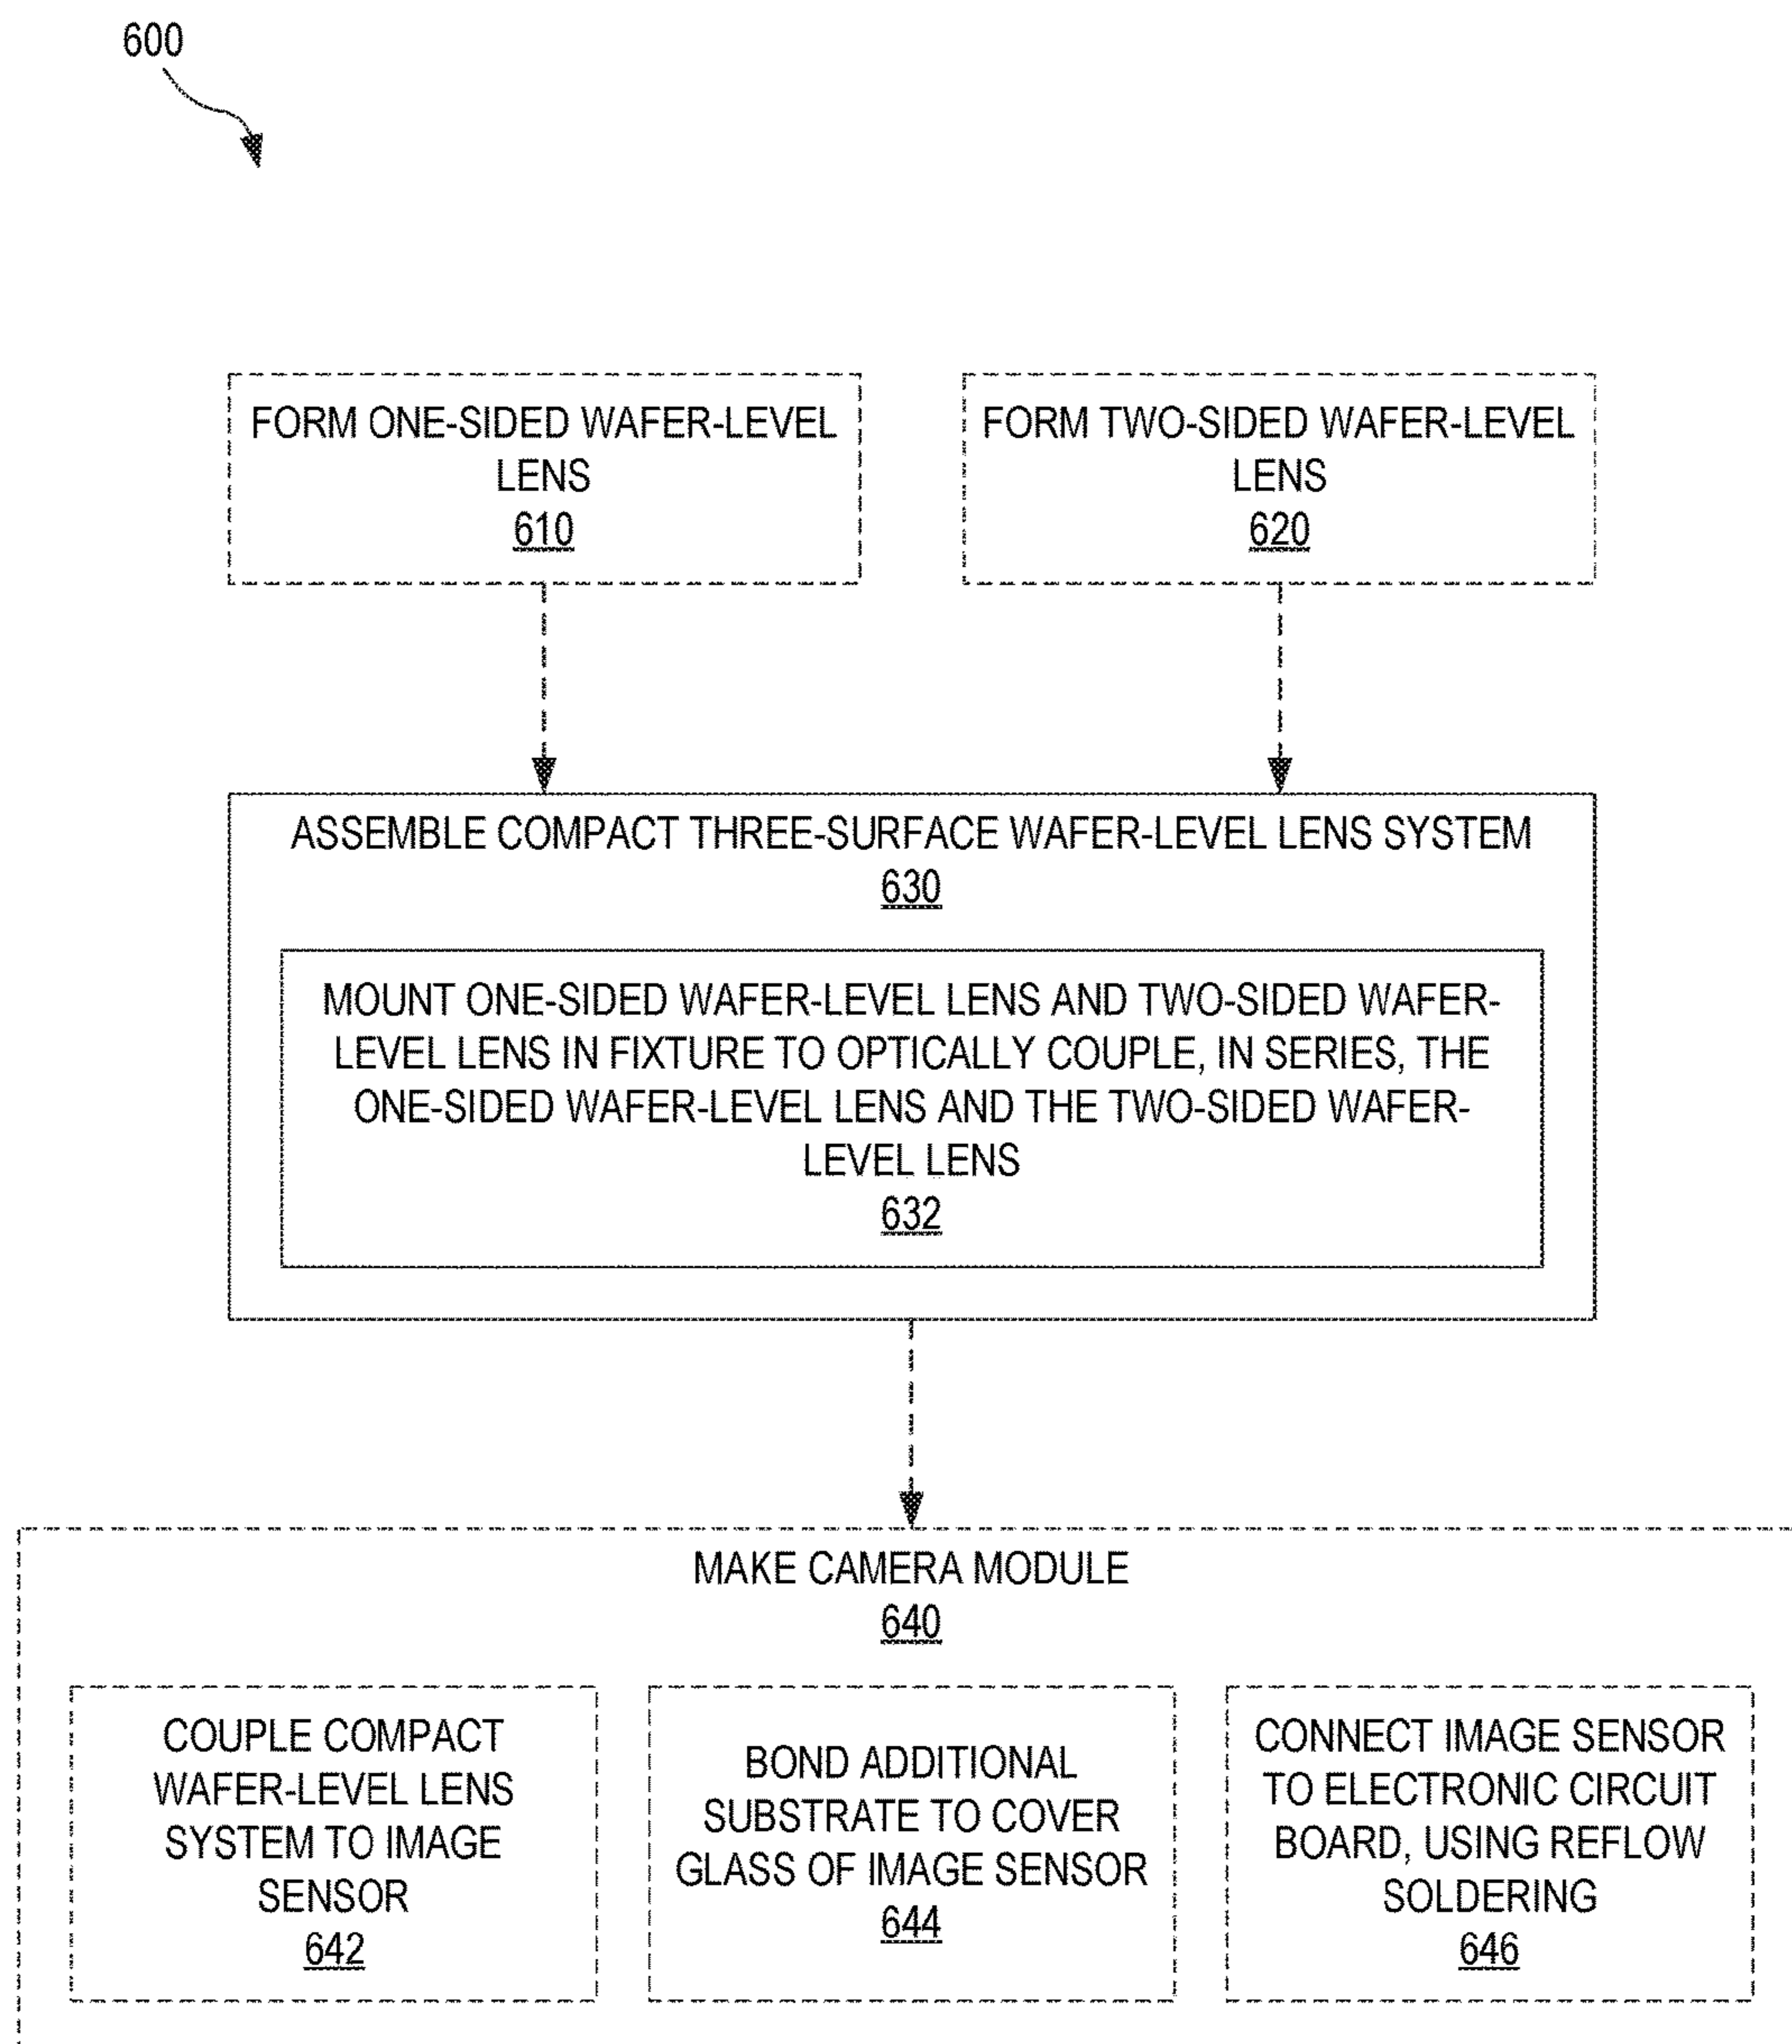 600
FORM ONE-SIDED WAFER-LEVEL
LENS
610
FORM TWO-SIDED WAFER-LEVEL
LENS
620
ASSEMBLE COMPACT THREE-SURFACE WAFER-LEVEL LENS SYSTEM
630
MOUNT ONE-SIDED WAFER-LEVEL LENS AND TWO-SIDED WAFER-
LEVEL LENS IN FIXTURE TO OPTICALLY COUPLE, IN SERIES, THE
ONE-SIDED WAFER-LEVEL LENS AND THE TWO-SIDED WAFER-
LEVEL LENS
632
MAKE CAMERA MODULE
640
COUPLE COMPACT
WAFER-LEVEL LENS
SYSTEM TO IMAGE
SENSOR
642
BOND ADDITIONAL
SUBSTRATE TO COVER
GLASS OF IMAGE SENSOR
644
CONNECT IMAGE SENSOR
TO ELECTRONIC CIRCUIT
BOARD, USING REFLOW
SOLDERING
646